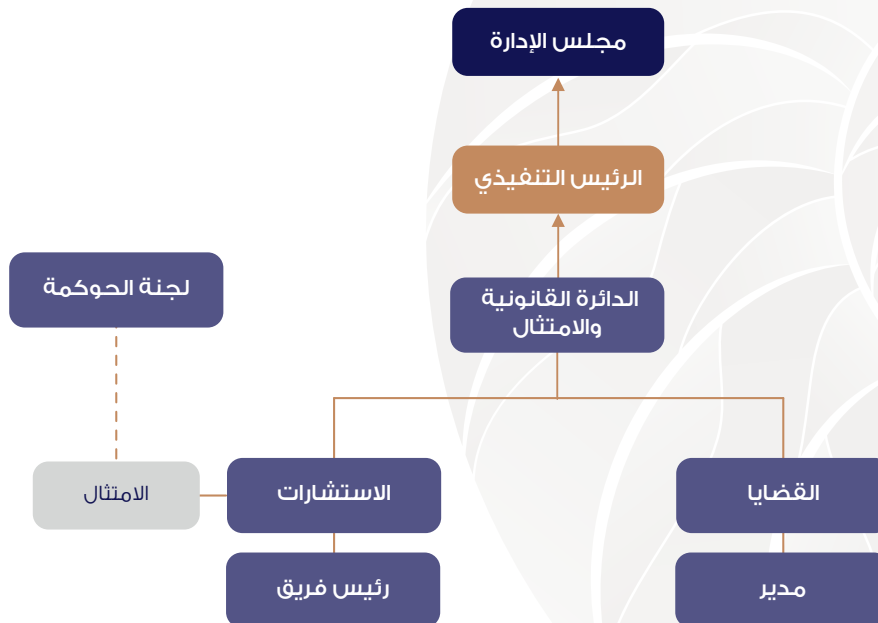 مجلس الإدارة
الرئيس التنفيذي
لجنة الحوكمة
الدائرة القانونية
والامتثال
القضايا
الاستشارات
الامتثال
مدير
رئيس فريق